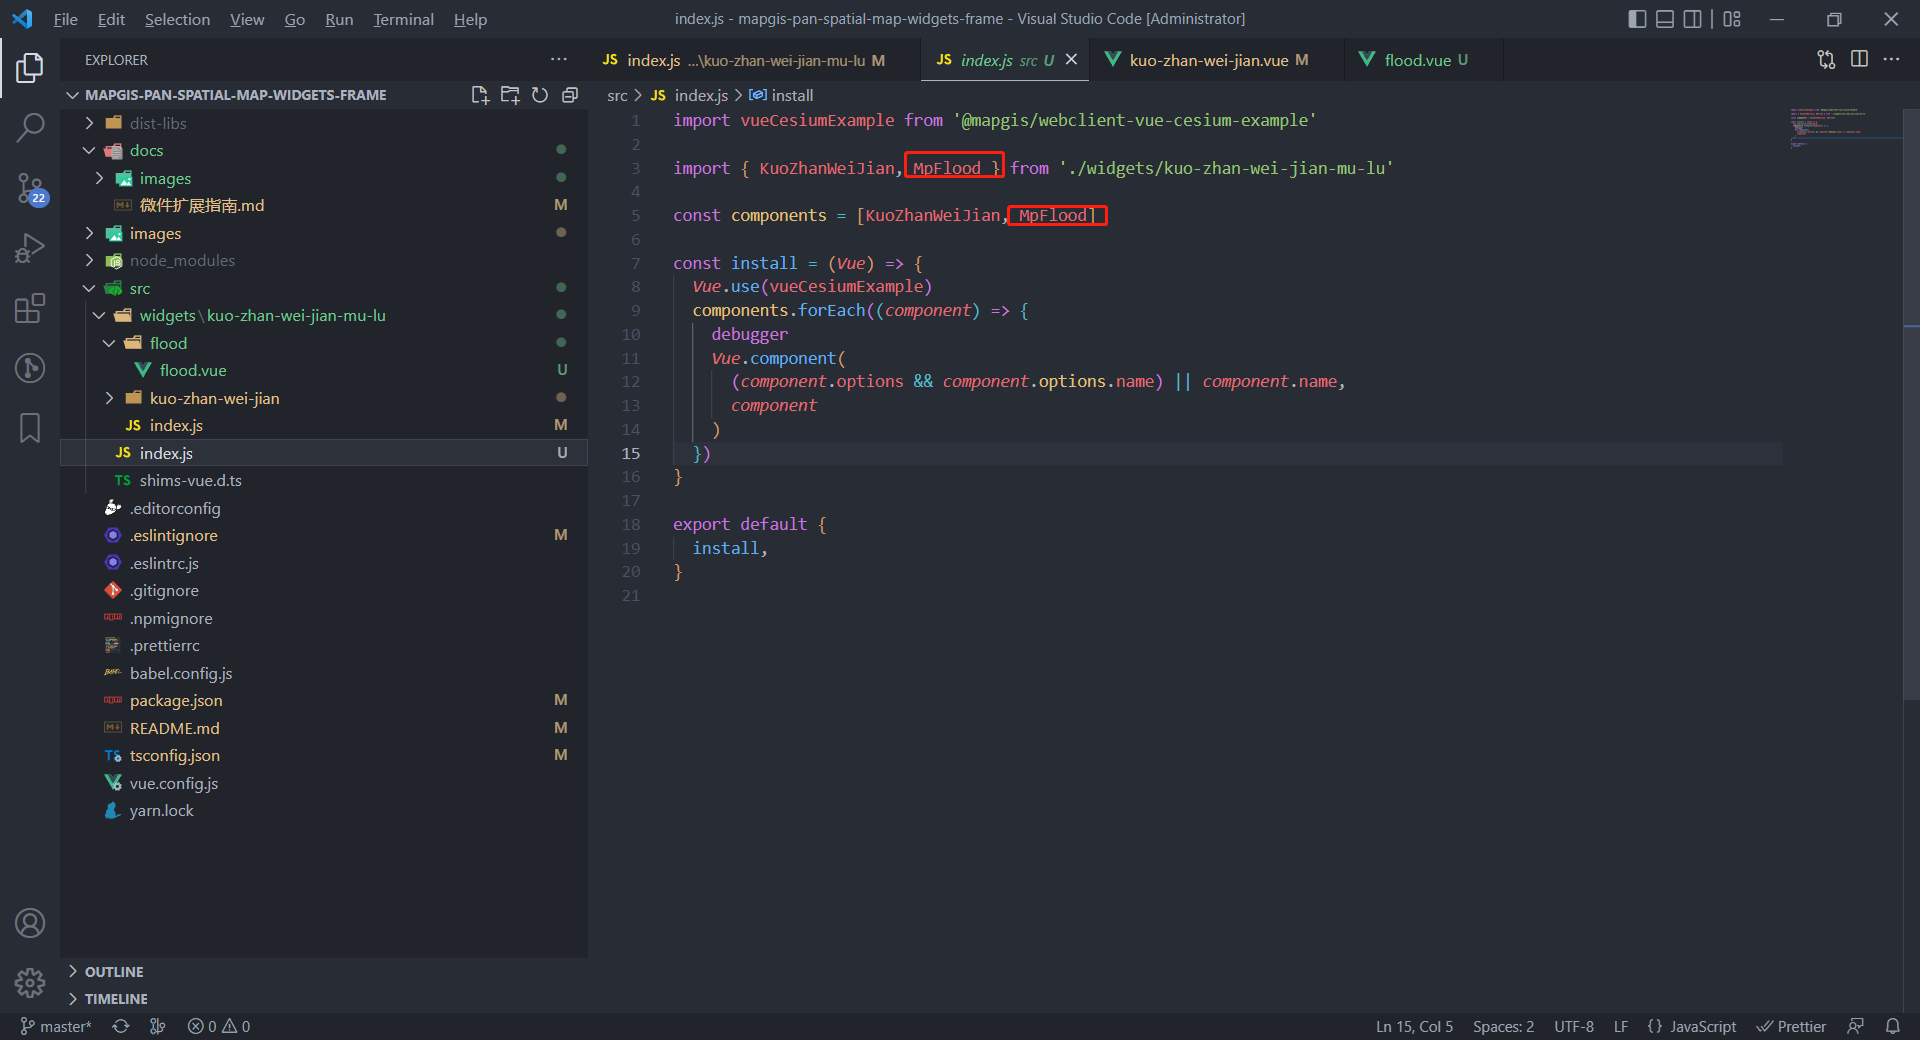 File Edit Selection View Go Run Terminal Help
index.js - mapgis-pan-spatial-map-widgets-frame - Visual Studio Code [Administrator]
EXPLORER
MAPGIS-PAN-SPATIAL-MAP-WIDGETS-FRAME
dist-libs
docs
images
微件扩展指南.md M
images
node_modules
src
widgets\kuo-zhan-wei-jian-mu-lu
flood
flood.vue U
kuo-zhan-wei-jian
JS index.js M
JS index.js U
TS shims-vue.d.ts
.editorconfig
.eslintignore M
.eslintrc.js
.gitignore
.npmignore
.prettierrc
babel.config.js
package.json M
README.md M
TS tsconfig.json M
vue.config.js
yarn.lock
OUTLINE
TIMELINE
22
JS index.js ...\kuo-zhan-wei-jian-mu-lu M
JS index.js src U
kuo-zhan-wei-jian.vue M
flood.vue U
src > JS index.js > install
1 import vueCesiumExample from '@mapgis/webclient-vue-cesium-example'
2
3 import { KuoZhanWeiJian, MpFlood } from './widgets/kuo-zhan-wei-jian-mu-lu'
4
5 const components = [KuoZhanWeiJian, MpFlood]
6
7 const install = (Vue) => {
8 Vue.use(vueCesiumExample)
9 components.forEach((component) => {
10 debugger
11 Vue.component(
12 (component.options && component.options.name) || component.name,
13 component
14 )
15 })
16 }
17
18 export default {
19 install,
20 }
21
master* 0 0
Ln 15, Col 5 Spaces: 2 UTF-8 LF {} JavaScript Prettier